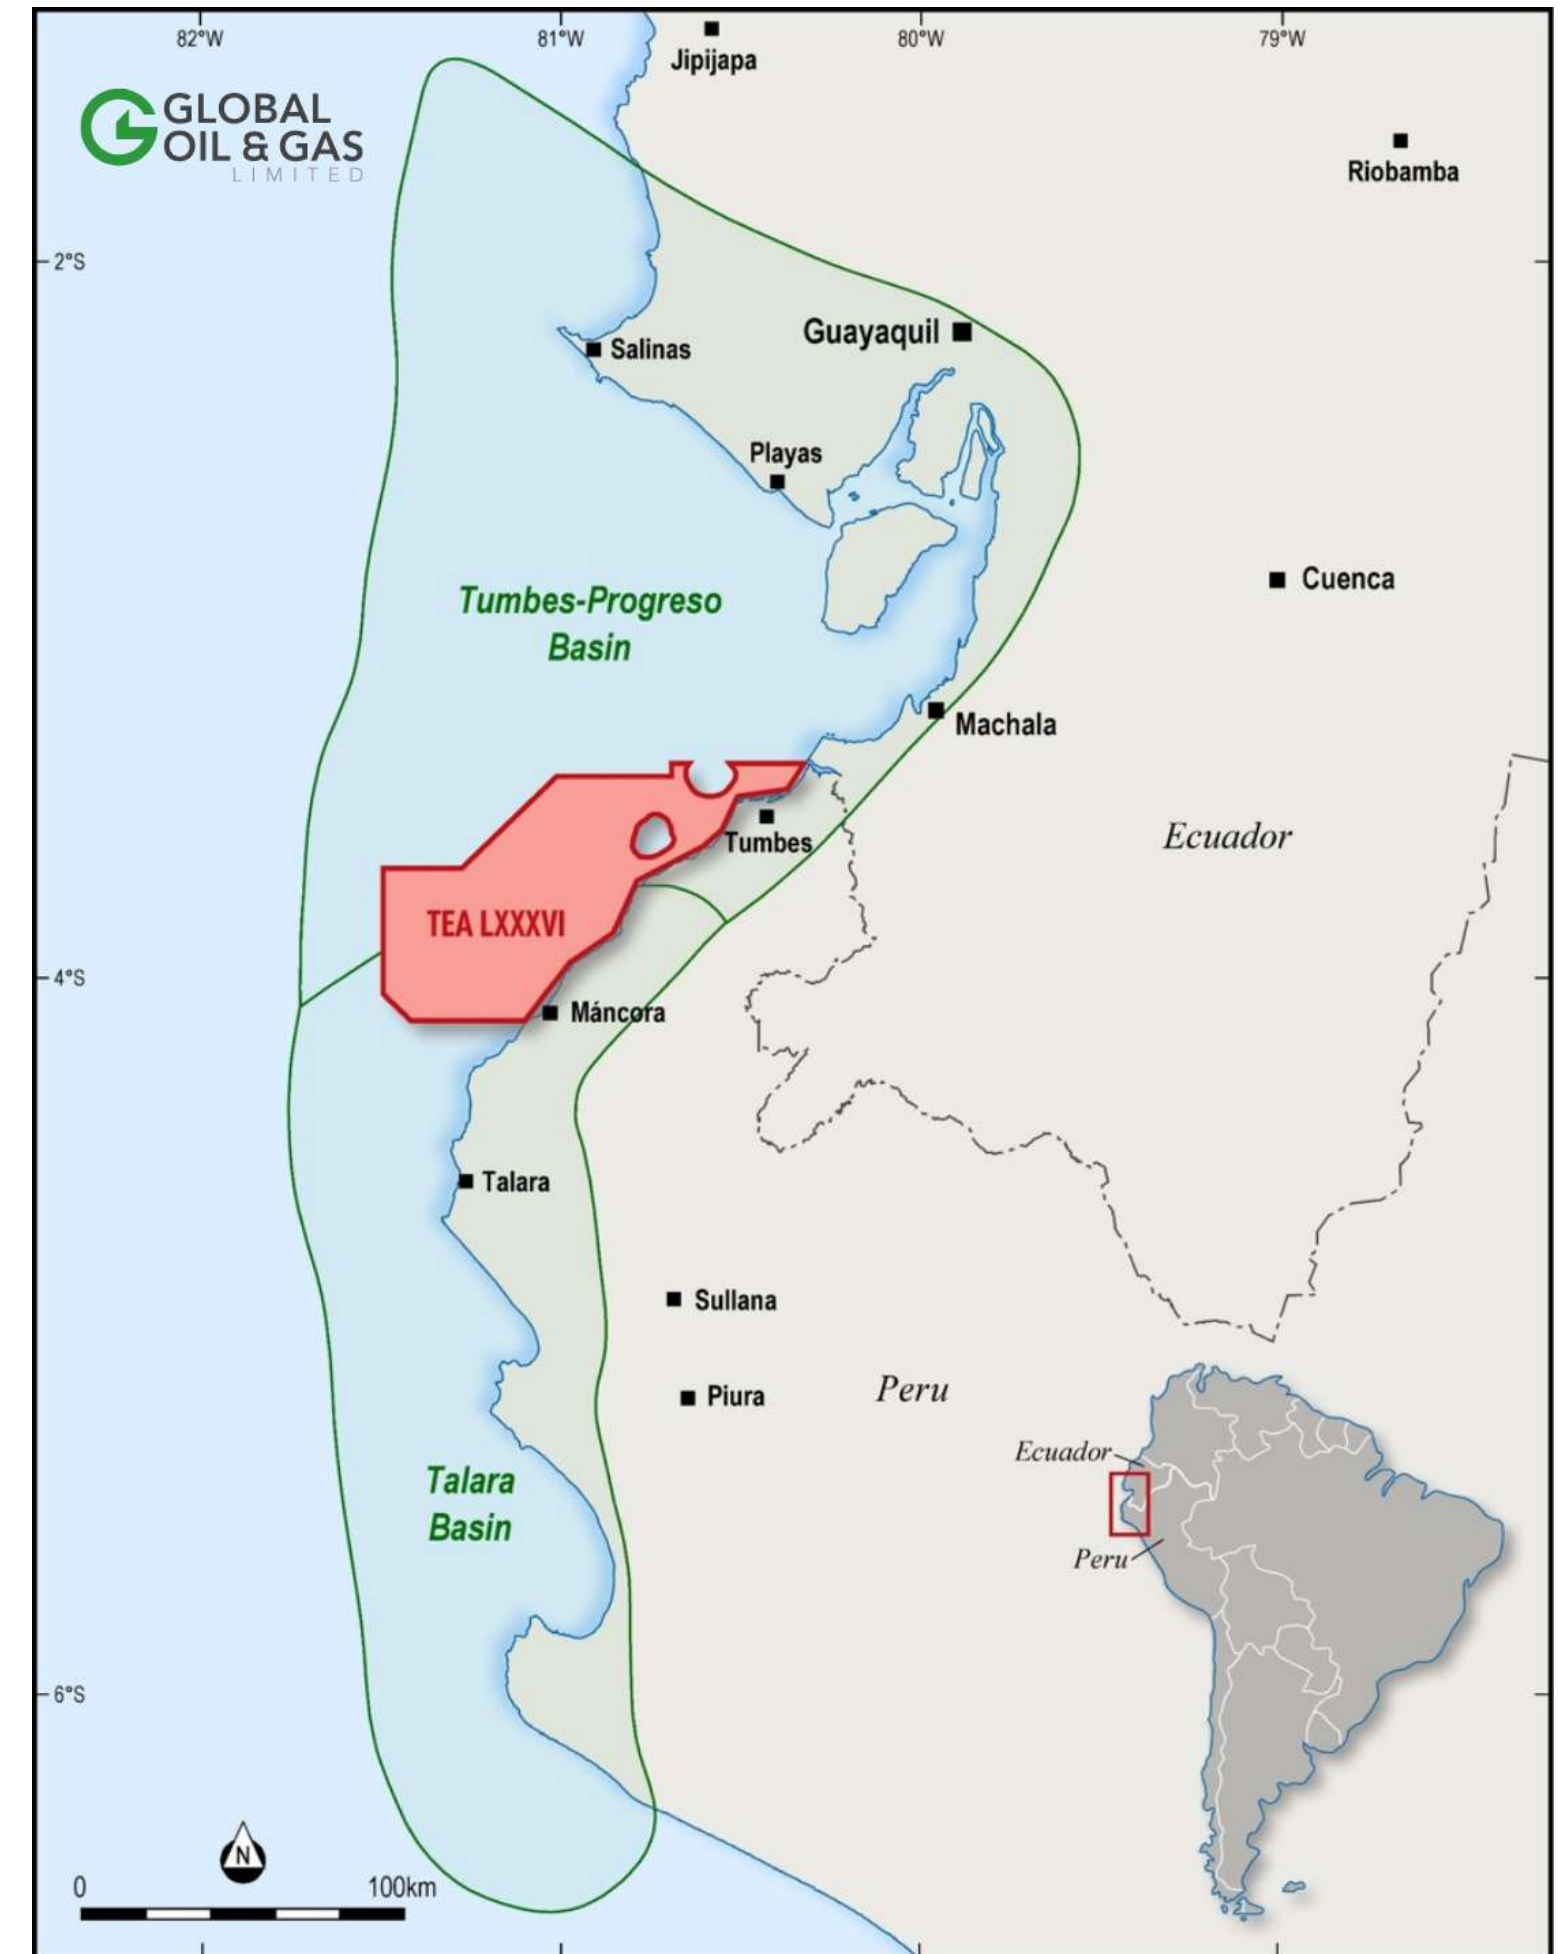 82°W
81°W
80°W
79°W
Jipijapa
GLOBAL
OIL & GAS
LIMITED
Riobamba
2°S
Guayaquil
Salinas
Playas
Cuenca
Tumbes-Progreso
Basin
Machala
Ecuador
Tumbes
TEA LXXXVI
4°S
Máncora
Talara
Sullana
Peru
Piura
Ecuador
Talara
Basin
Peru
6°S
N
0
100km